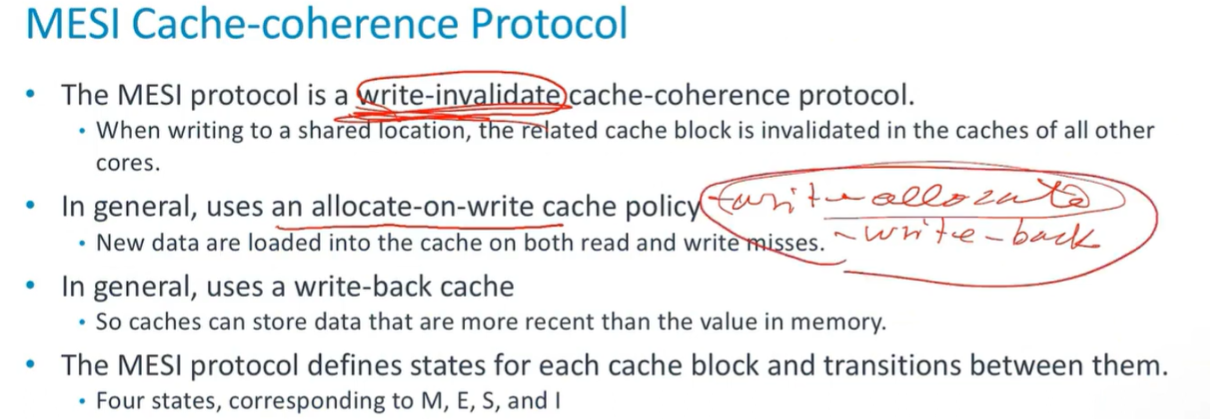 MESI Cache-coherence Protocol
• The MESI protocol is a write-invalidate cache-coherence protocol.
• When writing to a shared location, the related cache block is invalidated in the caches of all other
cores.
• In general, uses an allocate-on-write cache policy write-allocate
• New data are loaded into the cache on both read and write misses. - write-back
• In general, uses a write-back cache
• So caches can store data that are more recent than the value in memory.
• The MESI protocol defines states for each cache block and transitions between them.
• Four states, corresponding to M, E, S, and I